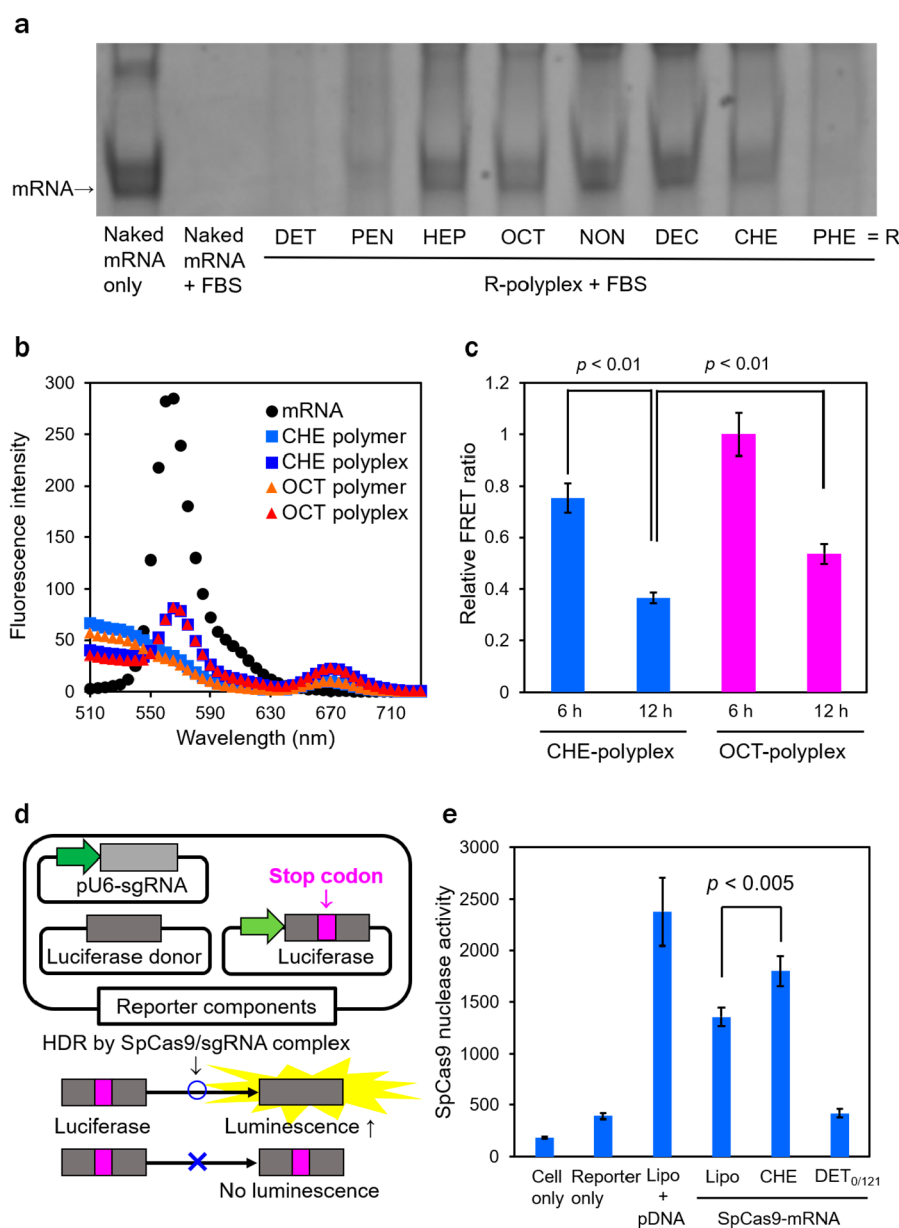 a
mRNA→
Naked
mRNA
only
Naked
mRNA
+ FBS
DET PEN HEP OCT NON DEC CHE PHE = R
R-polyplex + FBS
b
Fluorescence intensity
300
250
200
150
100
50
0
510 550 590 630 670 710
Wavelength (nm)
mRNA
CHE polymer
CHE polyplex
OCT polymer
OCT polyplex
c
p < 0.01 p < 0.01
Relative FRET ratio
1.2
1
0.8
0.6
0.4
0.2
0
6 h 12 h 6 h 12 h
CHE-polyplex OCT-polyplex
d
pU6-sgRNA
Stop codon
↓
Luciferase donor
Luciferase
Reporter components
HDR by SpCas9/sgRNA complex
↓
Luciferase Luminescence ↑
No luminescence
e
SpCas9 nuclease activity
3000
2500
2000
1500
1000
500
0
p < 0.005
Cell
only
Reporter
only
Lipo
+
pDNA
Lipo CHE DET0/121
SpCas9-mRNA